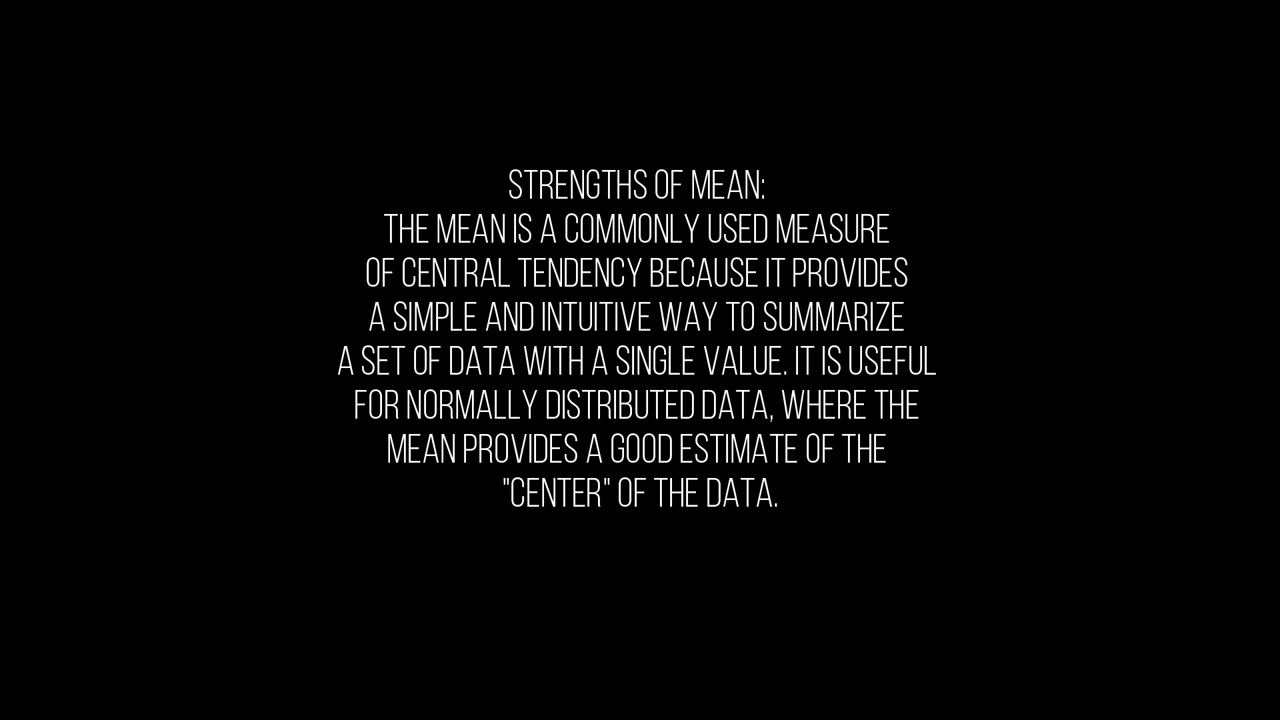 STRENGTHS OF MEAN:
THE MEAN IS A COMMONLY USED MEASURE
OF CENTRAL TENDENCY BECAUSE IT PROVIDES
A SIMPLE AND INTUITIVE WAY TO SUMMARIZE
A SET OF DATA WITH A SINGLE VALUE. IT IS USEFUL
FOR NORMALLY DISTRIBUTED DATA, WHERE THE
MEAN PROVIDES A GOOD ESTIMATE OF THE
"CENTER" OF THE DATA.